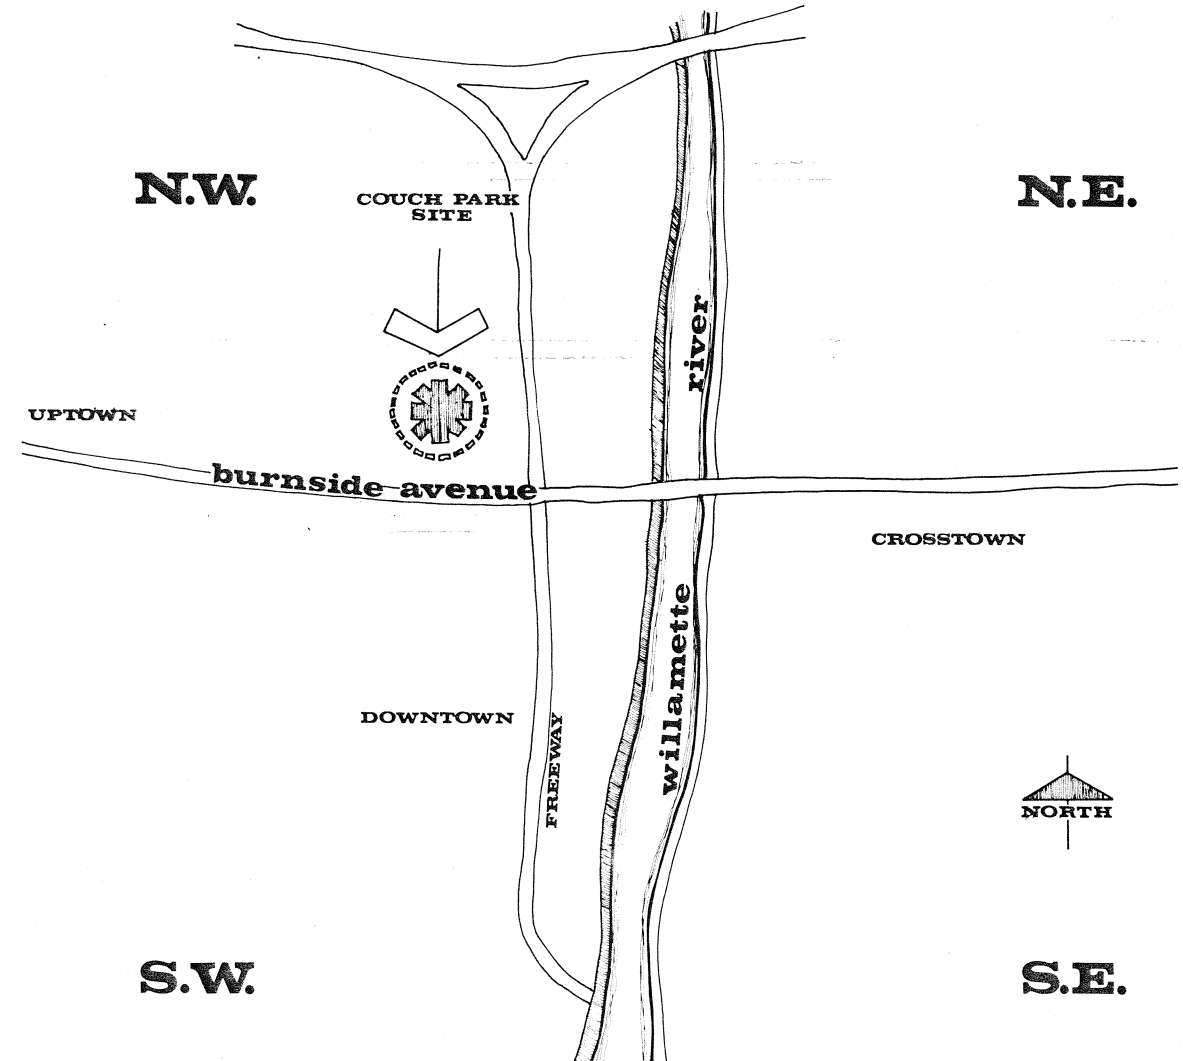 N.W.
N.E.
COUCH PARK
SITE
river
UPTOWN
burnside avenue
CROSSTOWN
willamette
DOWNTOWN
FREEWAY
NORTH
S.W.
S.E.